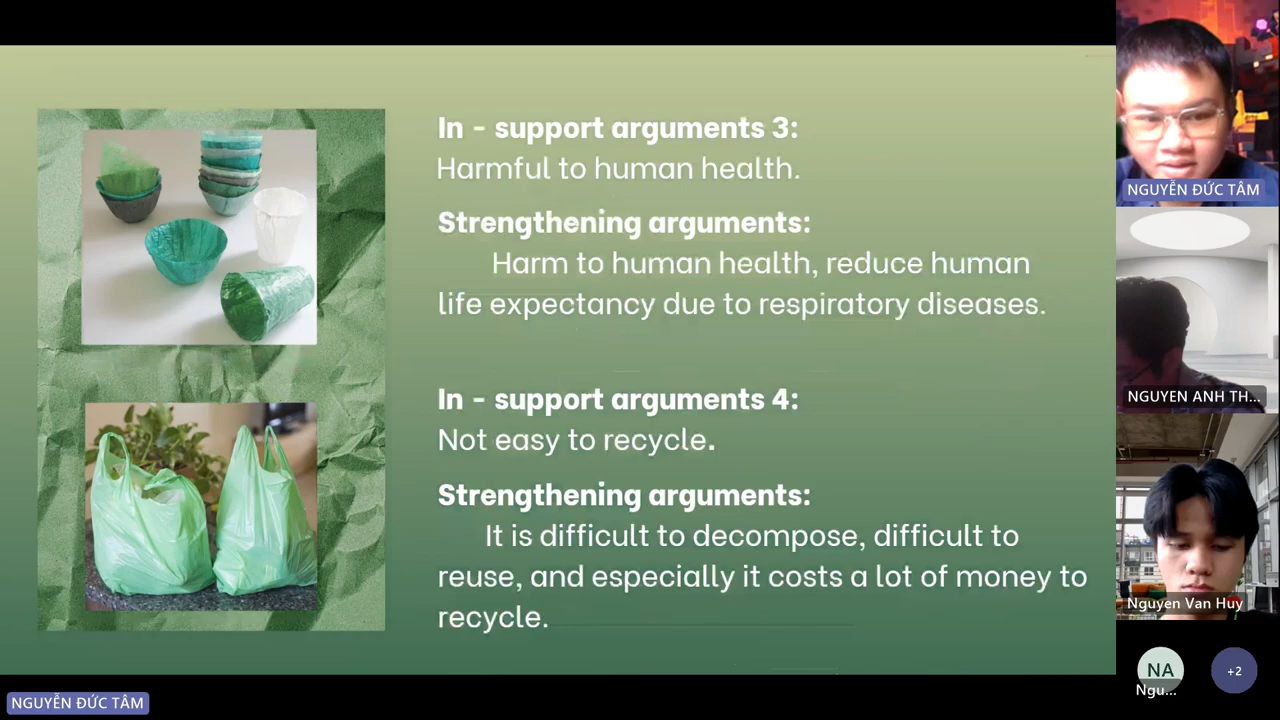 In - support arguments 3:
Harmful to human health.
Strengthening arguments:
Harm to human health, reduce human
life expectancy due to respiratory diseases.
In - support arguments 4:
Not easy to recycle.
Strengthening arguments:
It is difficult to decompose, difficult to
reuse, and especially it costs a lot of money to
recycle.
NGUYỄN ĐỨC TÂM
NGUYỄN ĐỨC TÂM
NGUYEN ANH TH...
Nguyen Van Huy
NA
Ngu...
+2